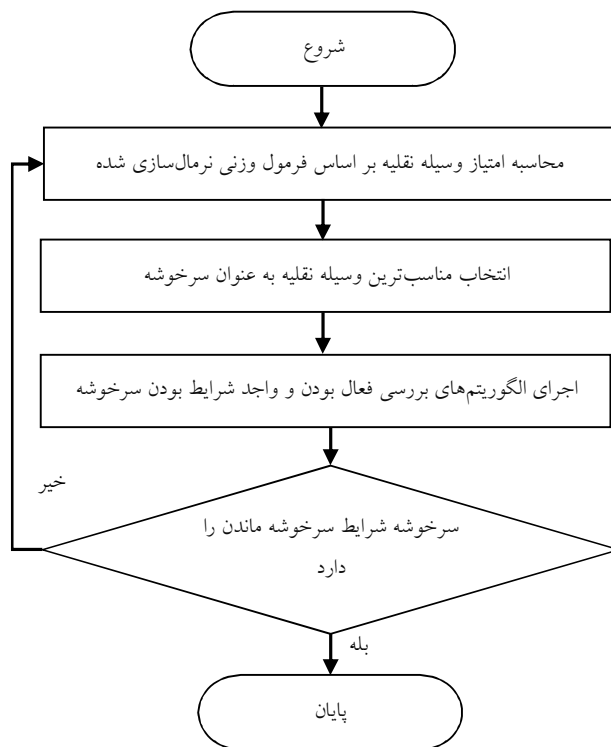 شروع
محاسبه امتیاز وسیله نقلیه بر اساس فرمول وزنی نرمال‌سازی شده
انتخاب مناسب‌ترین وسیله نقلیه به عنوان سرخوشه
اجرای الگوریتم‌های بررسی فعال بودن و واجد شرایط بودن سرخوشه
خیر
سرخوشه شرایط سرخوشه ماندن را
دارد
بله
پایان